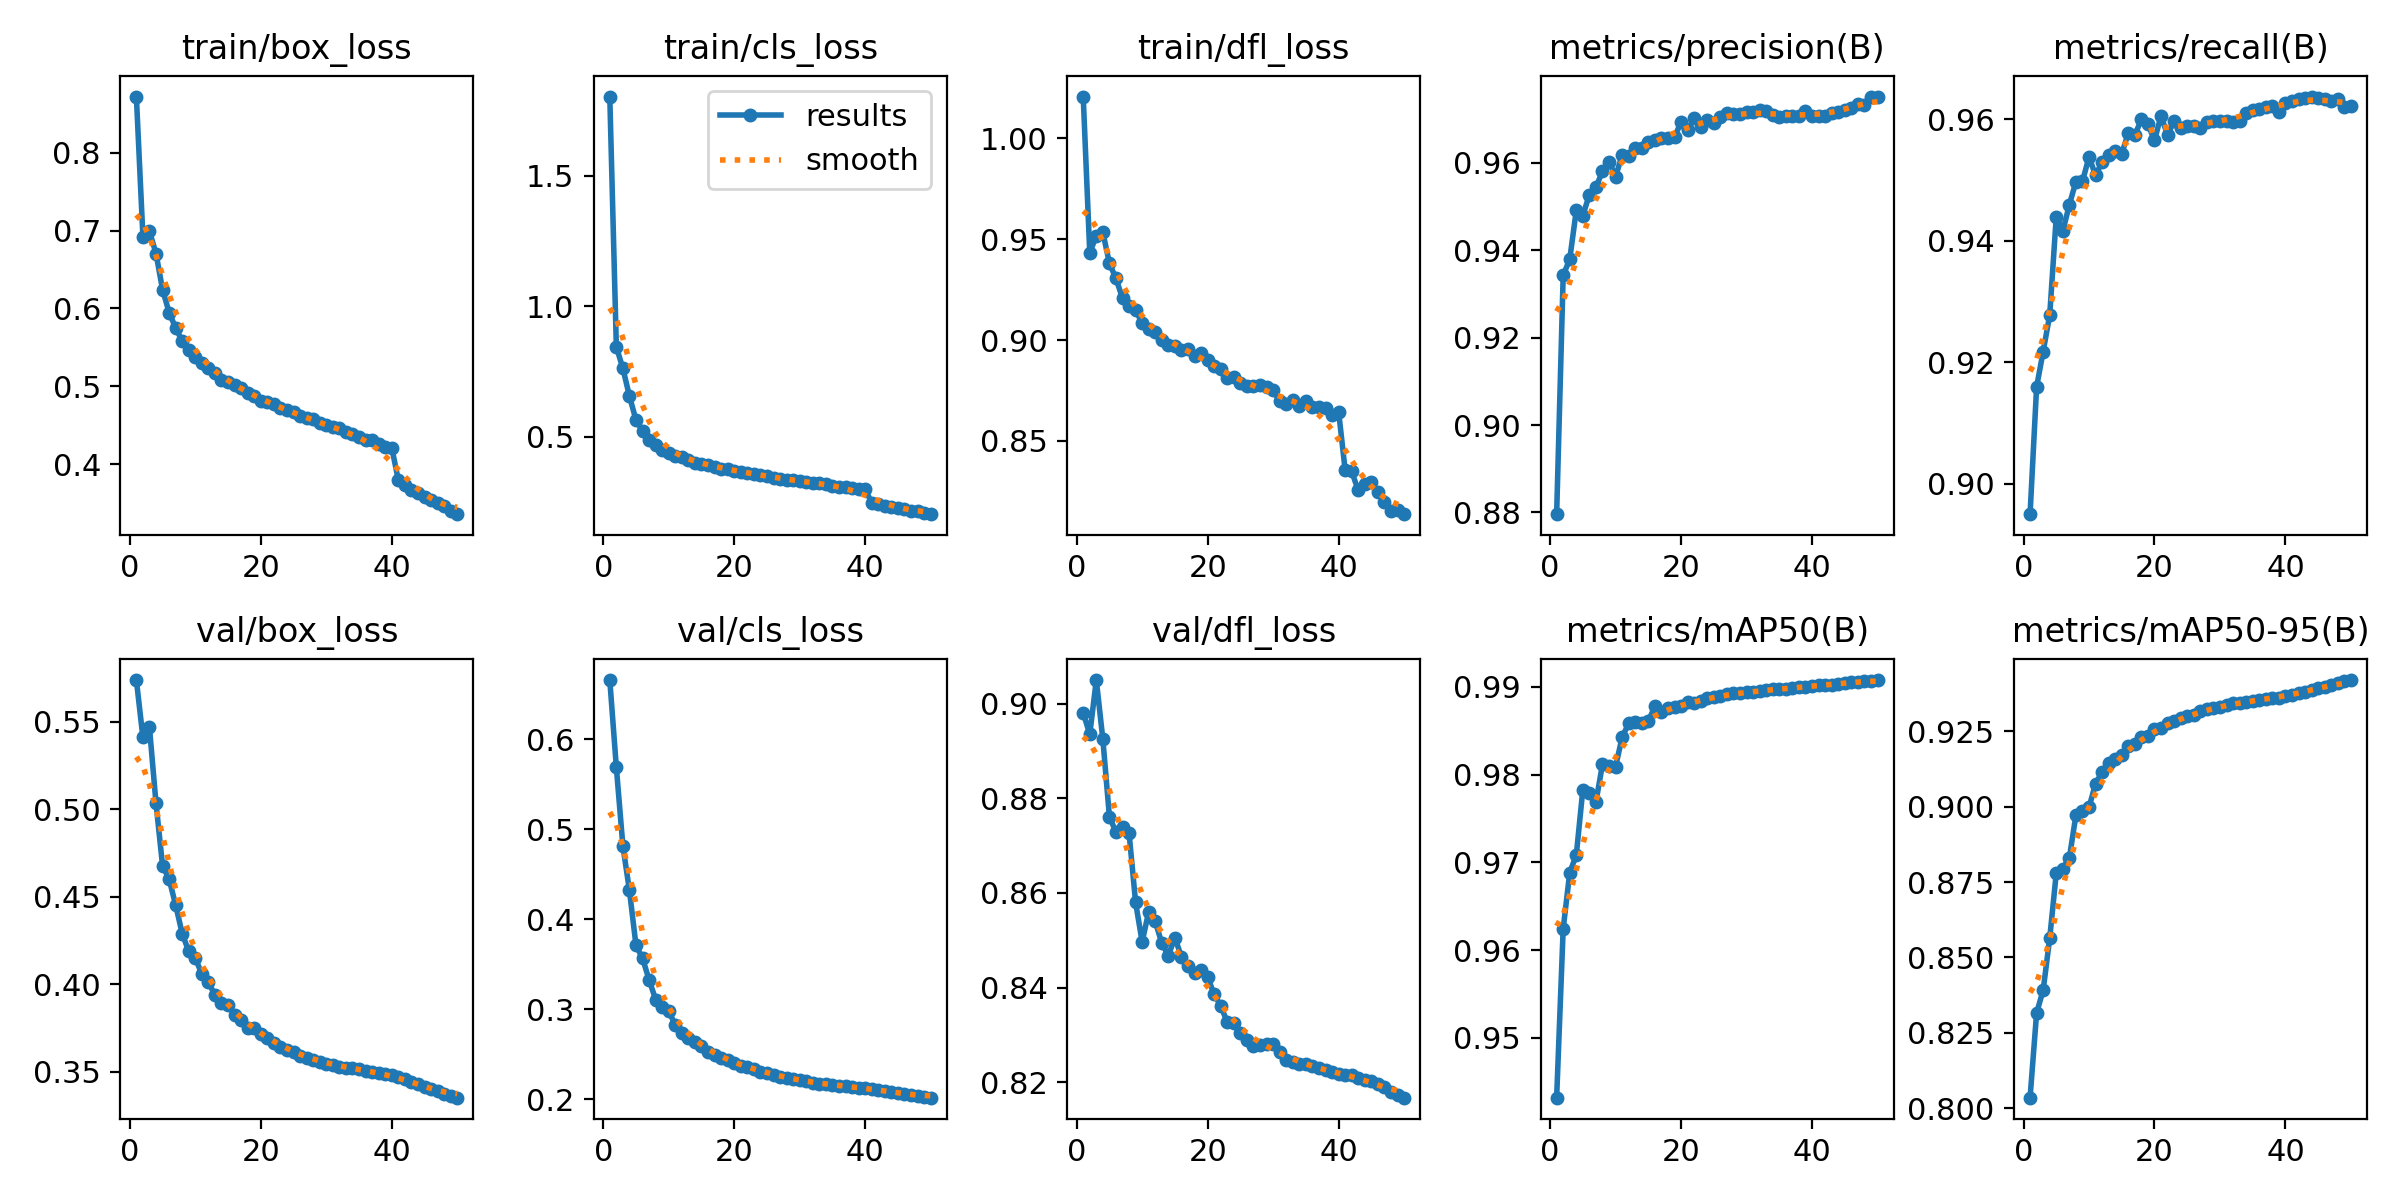 train/box_loss
train/cls_loss
train/dfl_loss
metrics/precision(B)
metrics/recall(B)
0.8
0.7
0.6
0.5
0.4
0 20 40
results
smooth
1.5
1.0
0.5
0 20 40
1.00
0.95
0.90
0.85
0 20 40
0.96
0.94
0.92
0.90
0.88
0 20 40
0.96
0.94
0.92
0.90
0 20 40
val/box_loss
val/cls_loss
val/dfl_loss
metrics/mAP50(B)
metrics/mAP50-95(B)
0.55
0.50
0.45
0.40
0.35
0 20 40
0.6
0.5
0.4
0.3
0.2
0 20 40
0.90
0.88
0.86
0.84
0.82
0 20 40
0.99
0.98
0.97
0.96
0.95
0 20 40
0.925
0.900
0.875
0.850
0.825
0.800
0 20 40